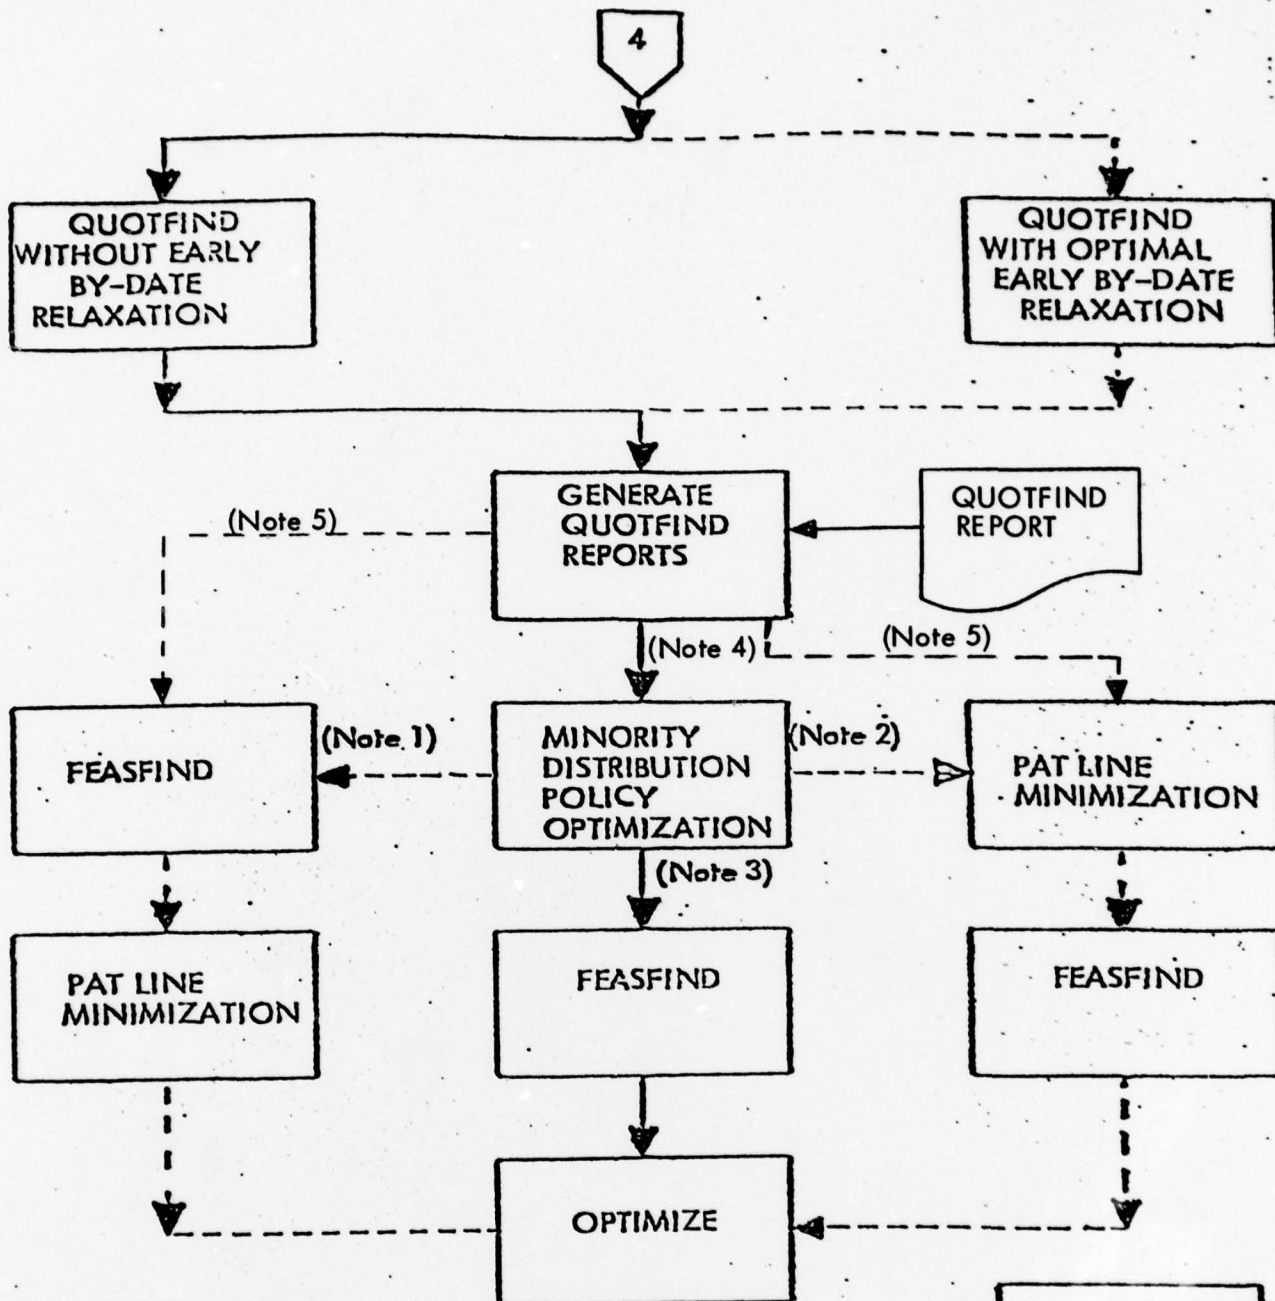 4
QUOTFIND
WITHOUT EARLY
BY-DATE
RELAXATION
QUOTFIND
WITH OPTIMAL
EARLY BY-DATE
RELAXATION
GENERATE
QUOTFIND
REPORTS
QUOTFIND
REPORT
(Note 5)
(Note 4)
(Note 5)
FEASFIND
(Note 1)
MINORITY
DISTRIBUTION
POLICY
OPTIMIZATION
(Note 2)
PAT LINE
MINIMIZATION
(Note 3)
PAT LINE
MINIMIZATION
FEASFIND
FEASFIND
OPTIMIZE